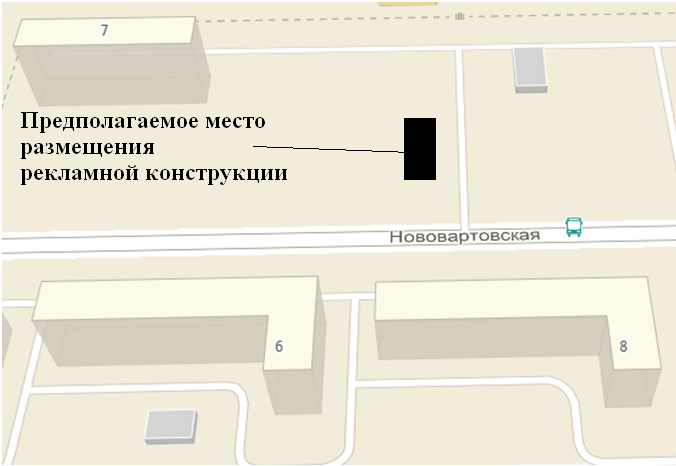 7
Предполагаемое место
размещения
рекламной конструкции
Нововартовская
6
8